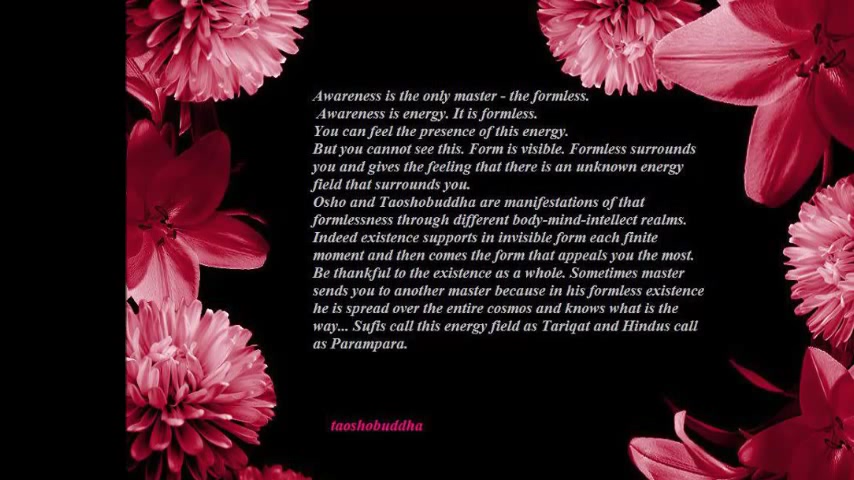 Awareness is the only master - the formless.
Awareness is energy. It is formless.
You can feel the presence of this energy.
But you cannot see this. Form is visible. Formless surrounds
you and gives the feeling that there is an unknown energy
field that surrounds you.
Osho and Taoshobuddha are manifestations of that
formlessness through different body-mind-intellect realms.
Indeed existence supports in invisible form each finite
moment and then comes the form that appeals you the most.
Be thankful to the existence as a whole. Sometimes master
sends you to another master because in his formless existence
he is spread over the entire cosmos and knows what is the
way... Sufis call this energy field as Tariqat and Hindus call
as Parampara.
taoshobuddha